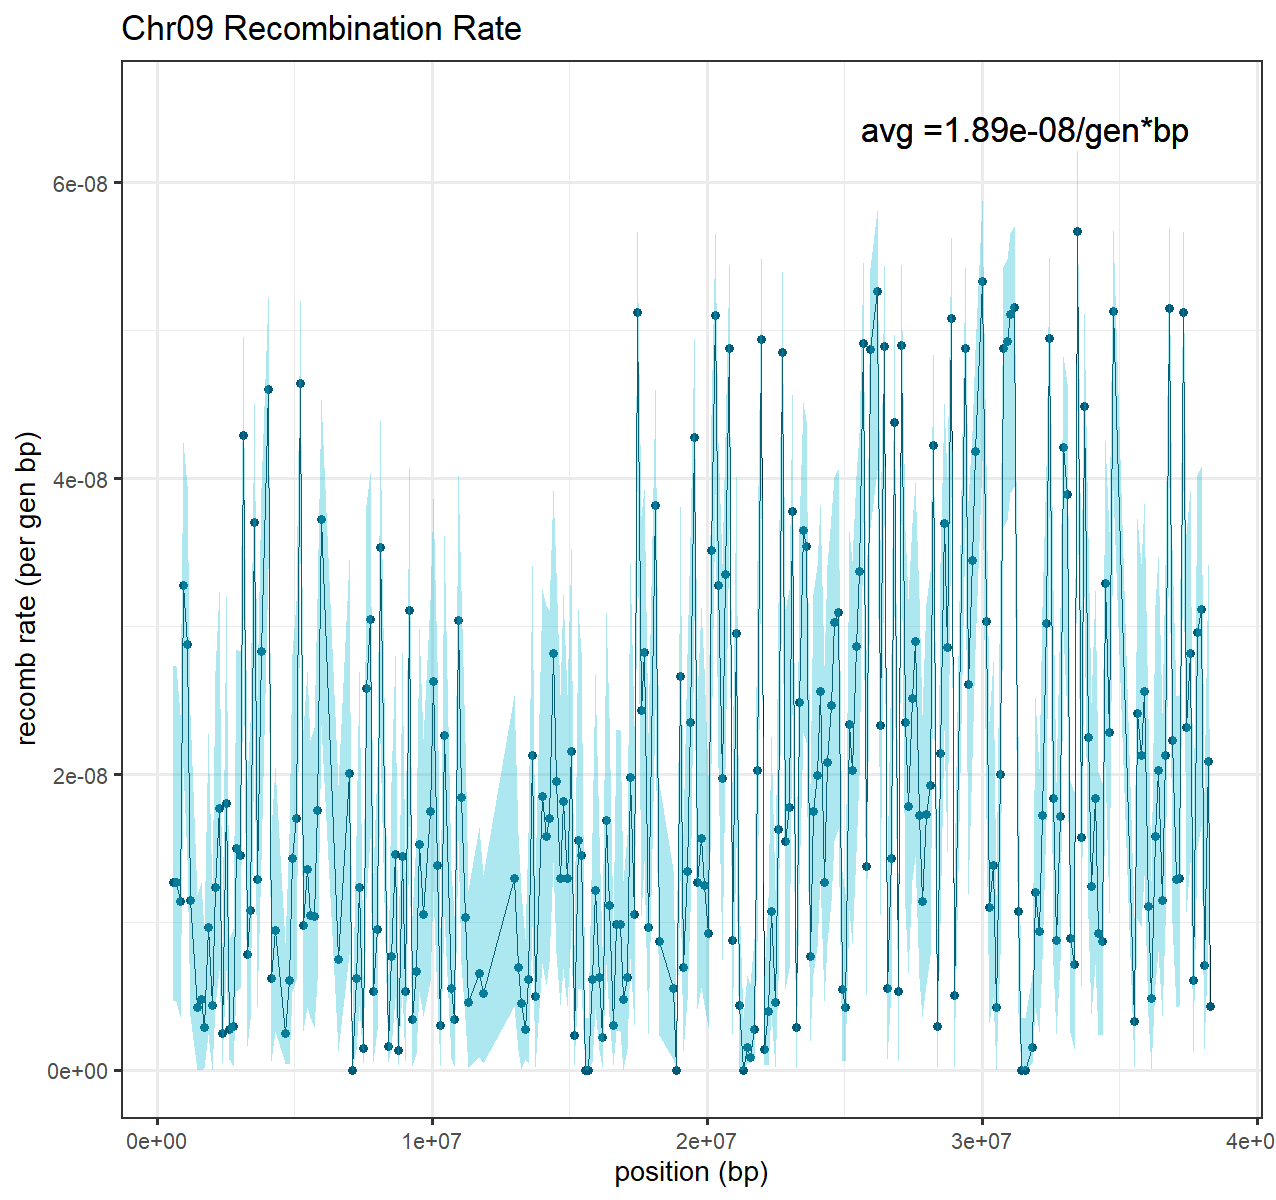 Chr09 Recombination Rate
avg =1.89e-08/gen*bp
6e-08
4e-08
2e-08
0e+00
recomb rate (per gen bp)
0e+00 1e+07 2e+07 3e+07 4e+0
position (bp)